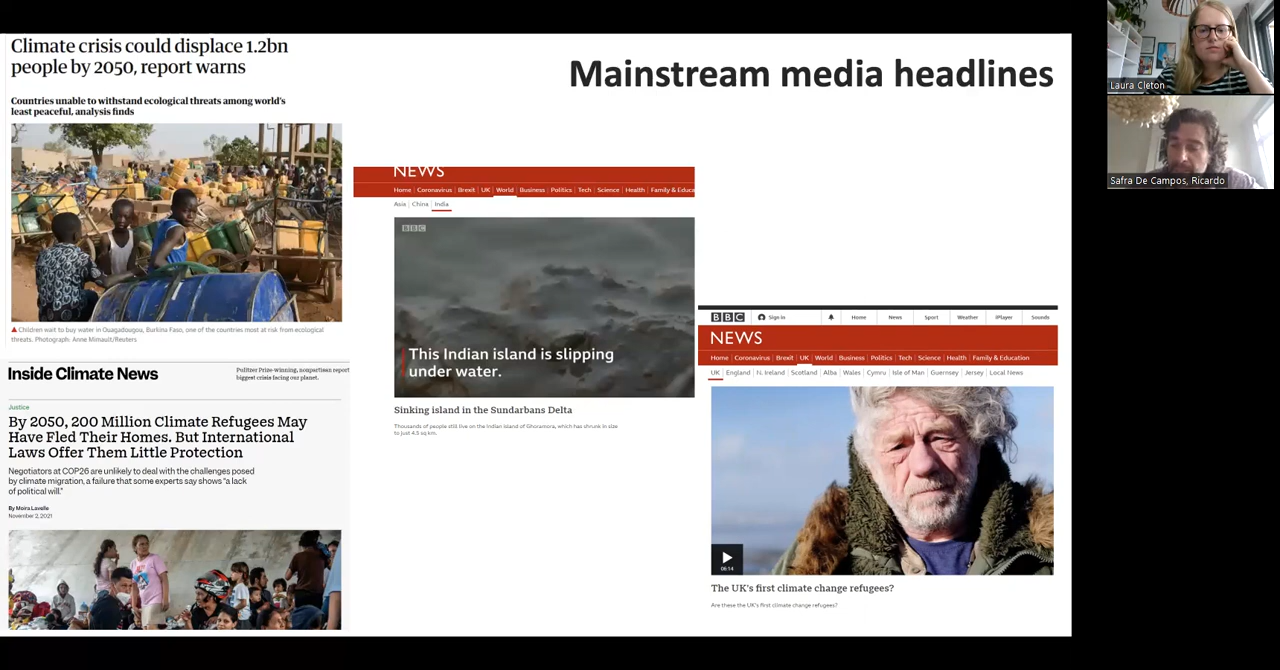 Climate crisis could displace 1.2bn
people by 2050, report warns
Countries unable to withstand ecological threats among world's
least peaceful, analysis finds
▲ Children wait to buy water in Ouagadougou, Burkina Faso, one of the countries most at risk from ecological
threats. Photograph: Anne Mimault/Reuters
Inside Climate News
Pulitzer Prize-winning, nonpartisan report
biggest crisis facing our planet.
Justice
By 2050, 200 Million Climate Refugees May
Have Fled Their Homes. But International
Laws Offer Them Little Protection
Negotiators at COP26 are unlikely to deal with the challenges posed
by climate migration, a failure that some experts say shows "a lack
of political will."
By Moira Lavelle
November 2, 2021
Mainstream media headlines
NEWS
Home Coronavirus Brexit UK World Business Politics Tech Science Health Family & Educa
Asia China India
BBC
This Indian island is slipping
under water.
Sinking island in the Sundarbans Delta
Thousands of people still live on the Indian island of Ghoramara, which has shrunk in size
to just 4.5 sq km.
BBC Sign in Home News Sport Weather iPlayer Sounds
NEWS
Home Coronavirus Brexit UK World Business Politics Tech Science Health Family & Education
UK England N. Ireland Scotland Alba Wales Cymru Isle of Man Guernsey Jersey Local News
06:14
The UK's first climate change refugees?
Are these the UK's first climate change refugees?
Laura Cleton
Safra De Campos, Ricardo